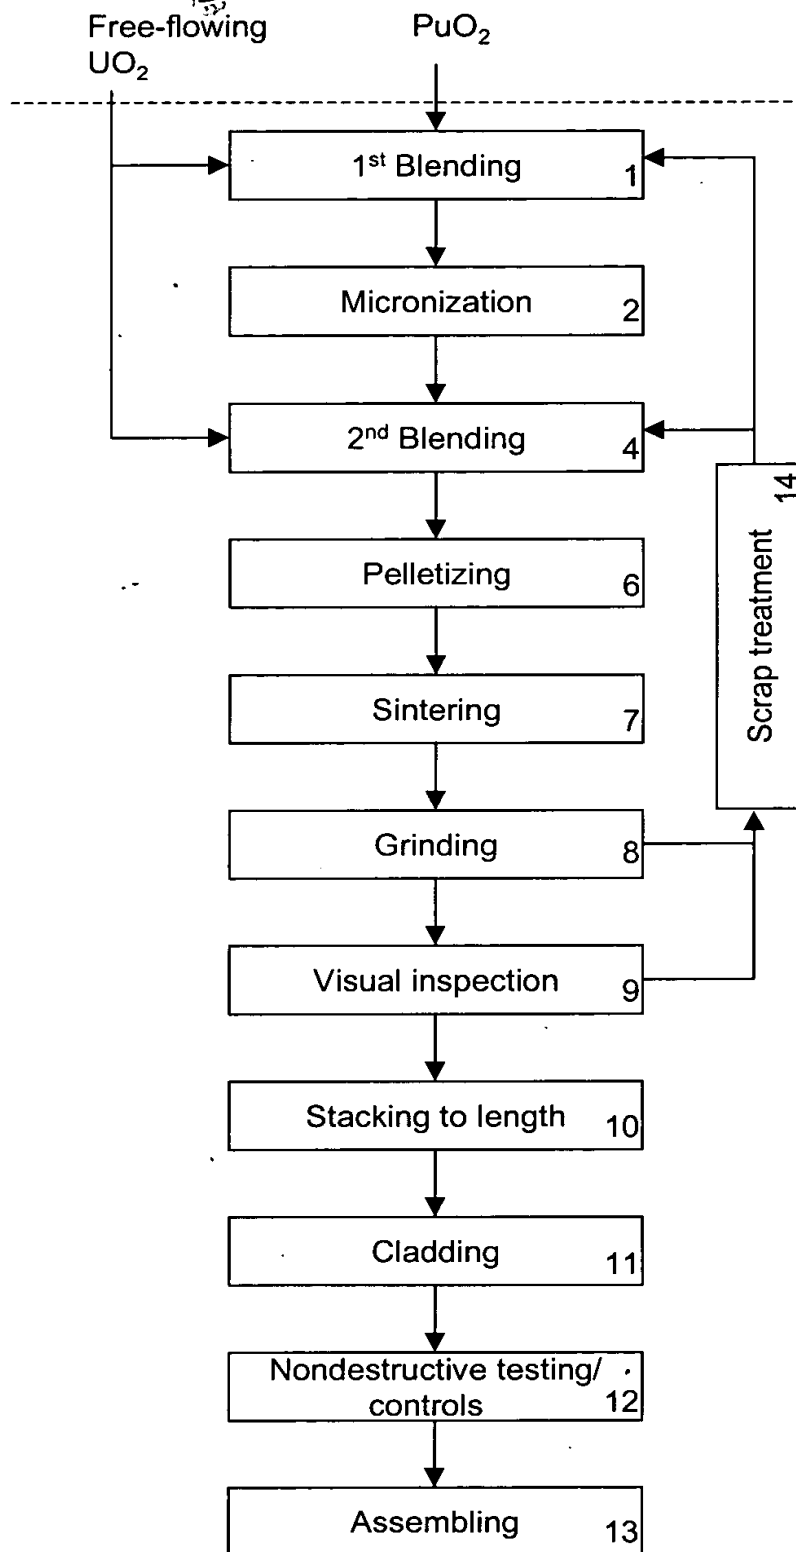 Free-flowing
UO₂
PuO₂
1ˢᵗ Blending
1
Micronization
2
2ⁿᵈ Blending
4
Pelletizing
6
Sintering
7
Grinding
8
Visual inspection
9
Stacking to length
10
Cladding
11
Nondestructive testing/
controls
12
Assembling
13
14
Scrap treatment